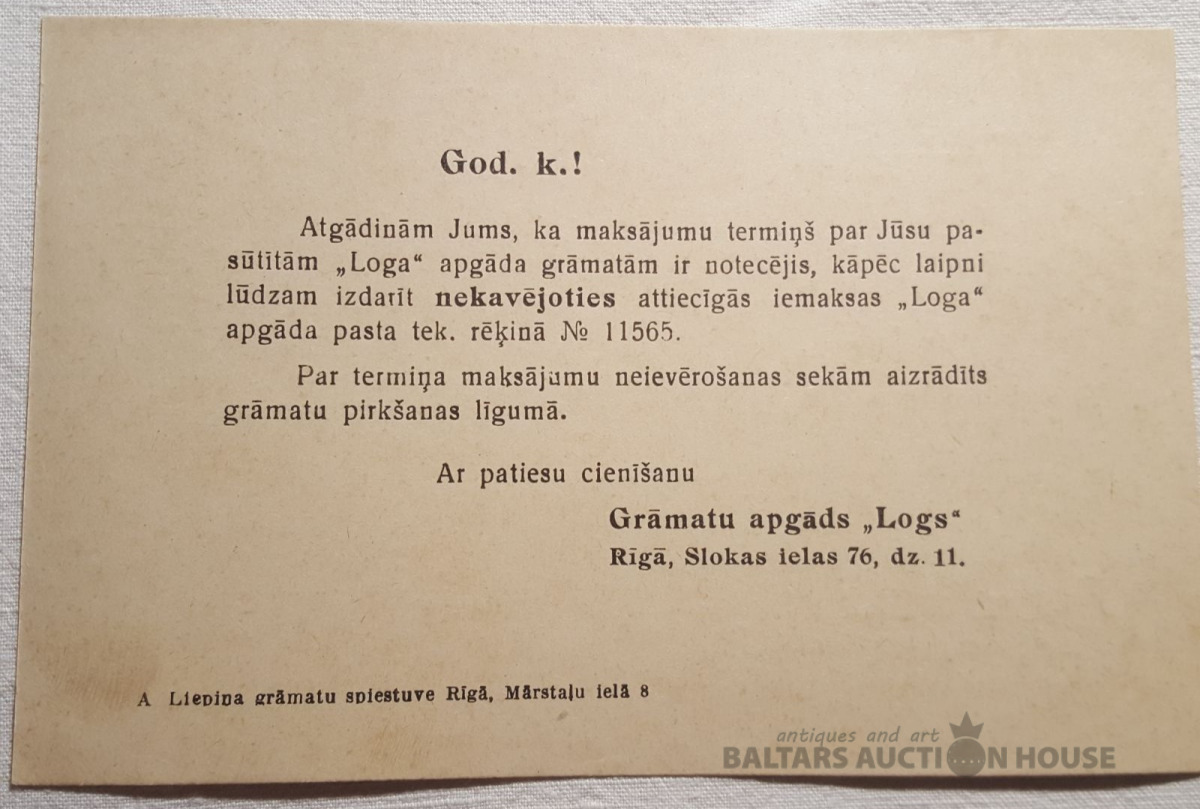 God. k.!
Atgādinām Jums, ka maksājumu termiņš par Jūsu pa-
sūtītām „Loga“ apgāda grāmatām ir notecējis, kāpēc laipni
lūdzam izdarīt nekavējoties attiecīgās iemaksas „Loga“
apgāda pasta tek. rēķinā № 11565.
Par termiņa maksājumu neievērošanas sekām aizrādīts
grāmatu pirkšanas līgumā.
Ar patiesu cienīšanu
Grāmatu apgāds „Logs“
Rīgā, Slokas ielas 76, dz. 11.
A Liepiņa grāmatu spiestuve Rīgā, Mārstaļu ielā 8
antiques and art
BALTARS AUCTION HOUSE